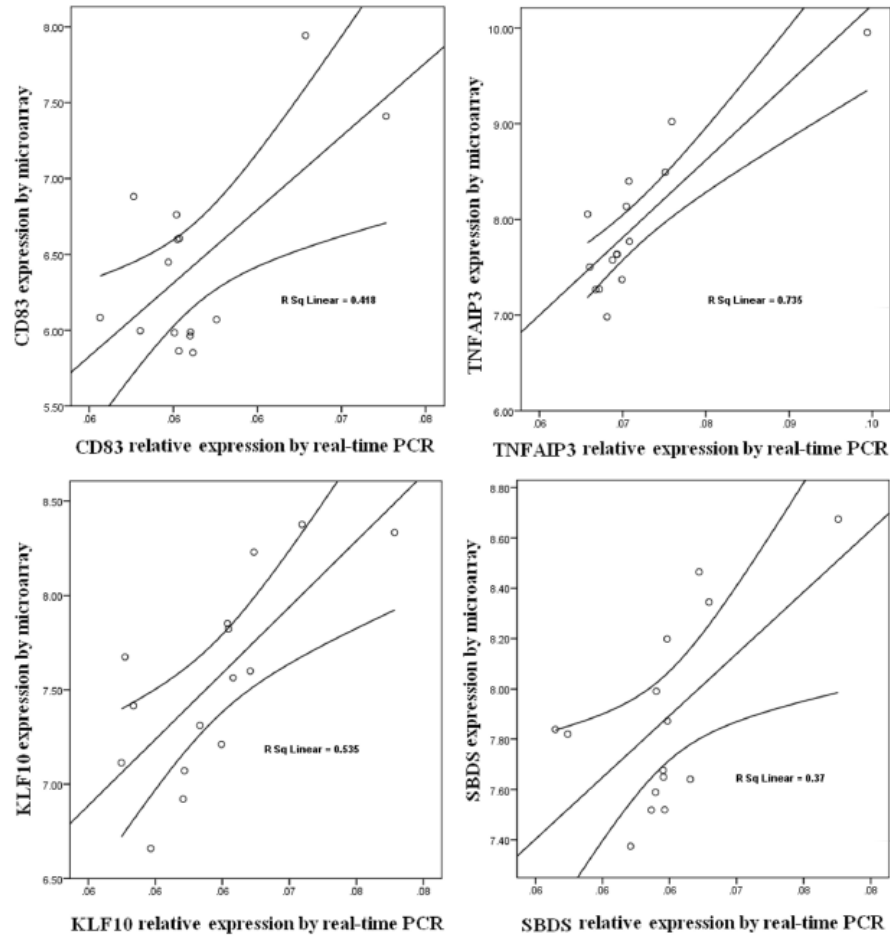 CD83 expression by microarray
8.00
7.50
7.00
6.50
6.00
5.50
R Sq Linear = 0.418
.06 .06 .06 .07 .08
CD83 relative expression by real-time PCR
TNFAIP3 expression by microarray
10.00
9.00
8.00
7.00
6.00
R Sq Linear = 0.735
.06 .07 .08 .09 .10
TNFAIP3 relative expression by real-time PCR
KLF10 expression by microarray
8.50
8.00
7.50
7.00
6.50
R Sq Linear = 0.535
.06 .06 .06 .07 .08
KLF10 relative expression by real-time PCR
SBDS expression by microarray
8.80
8.60
8.40
8.20
8.00
7.80
7.60
7.40
R Sq Linear = 0.37
.06 .06 .06 .07 .08 .08
SBDS relative expression by real-time PCR